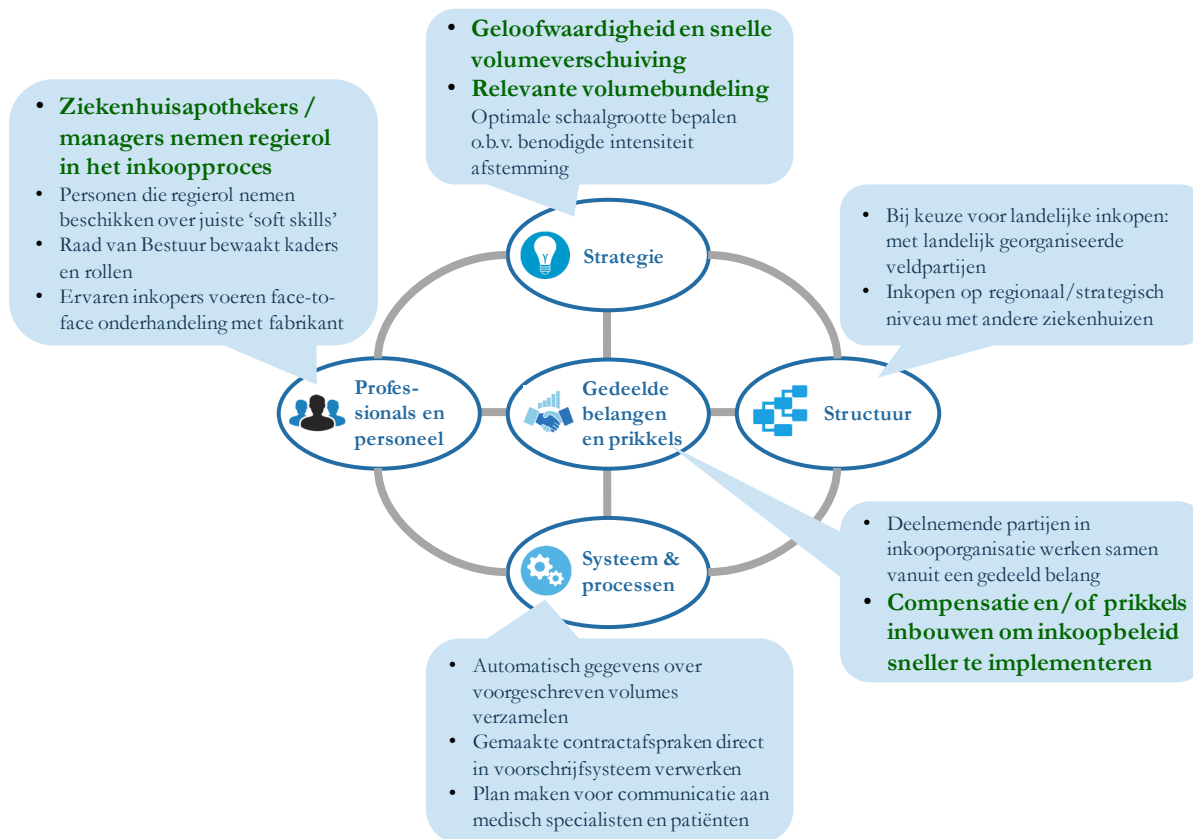 • Geloofwaardigheid en snelle
volumeverschuiving
• Relevante volumebundeling
Optimale schaalgrootte bepalen
o.b.v. benodigde intensiteit
afstemming
• Ziekenhuisapothekers /
managers nemen regierol
in het inkoopproces
• Personen die regierol nemen
beschikken over juiste ‘soft skills’
• Raad van Bestuur bewaakt kaders
en rollen
• Ervaren inkopers voeren face-to-
face onderhandeling met fabrikant
• Bij keuze voor landelijke inkopen:
met landelijk georganiseerde
veldpartijen
• Inkopen op regionaal/strategisch
niveau met andere ziekenhuizen
Strategie
Profes-
sionals en
personeel
Gedeelde
belangen
en prikkels
Structuur
Systeem &
processen
• Deelnemende partijen in
inkooporganisatie werken samen
vanuit een gedeeld belang
• Compensatie en/of prikkels
inbouwen om inkoopbeleid
sneller te implementeren
• Automatisch gegevens over
voorgeschreven volumes
verzamelen
• Gemaakte contractafspraken direct
in voorschrijfsysteem verwerken
• Plan maken voor communicatie aan
medisch specialisten en patiënten